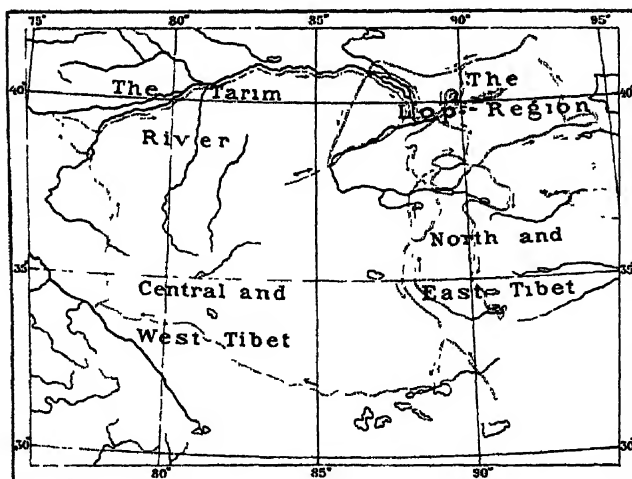 75° 80° 85° 90° 95°
40 The Tarim The 40
Lop-Region
River
North and
35 Central and East-Tibet 35
West-Tibet
30 30
80° 85° 90°